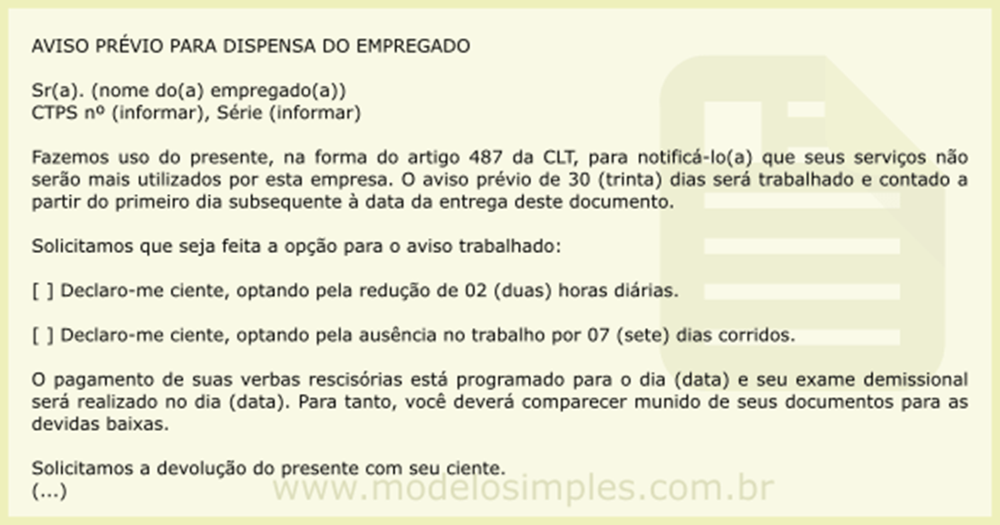 AVISO PRÉVIO PARA DISPENSA DO EMPREGADO
Sr(a). (nome do(a) empregado(a))
CTPS nº (informar), Série (informar)
Fazemos uso do presente, na forma do artigo 487 da CLT, para notificá-lo(a) que seus serviços não
serão mais utilizados por esta empresa. O aviso prévio de 30 (trinta) dias será trabalhado e contado a
partir do primeiro dia subsequente à data da entrega deste documento.
Solicitamos que seja feita a opção para o aviso trabalhado:
[ ] Declaro-me ciente, optando pela redução de 02 (duas) horas diárias.
[ ] Declaro-me ciente, optando pela ausência no trabalho por 07 (sete) dias corridos.
O pagamento de suas verbas rescisórias está programado para o dia (data) e seu exame demissional
será realizado no dia (data). Para tanto, você deverá comparecer munido de seus documentos para as
devidas baixas.
Solicitamos a devolução do presente com seu ciente.
(...)
www.modelosimples.com.br